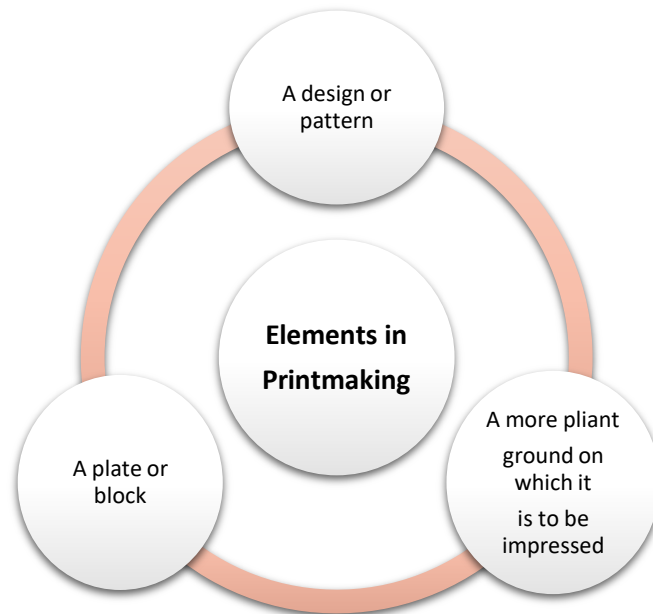 A design or
pattern
Elements in
Printmaking
A plate or
block
A more pliant
ground on
which it
is to be
impressed